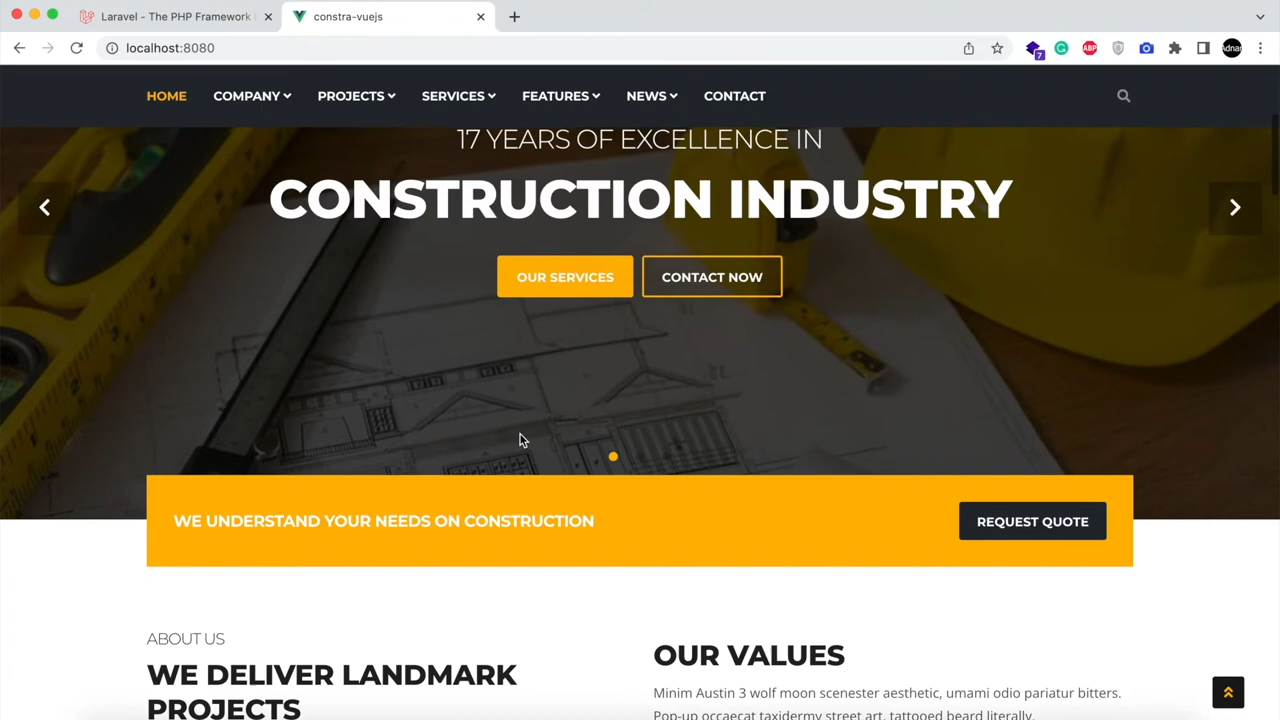 Laravel - The PHP Framework
constra-vuejs
localhost:8080
7
ABP
Adnan
HOME
COMPANY
PROJECTS
SERVICES
FEATURES
NEWS
CONTACT
17 YEARS OF EXCELLENCE IN
CONSTRUCTION INDUSTRY
OUR SERVICES
CONTACT NOW
WE UNDERSTAND YOUR NEEDS ON CONSTRUCTION
REQUEST QUOTE
ABOUT US
WE DELIVER LANDMARK
PROJECTS
OUR VALUES
Minim Austin 3 wolf moon scenester aesthetic, umami odio pariatur bitters.
Pop-up occaecat taxidermy street art, tattooed beard literally.